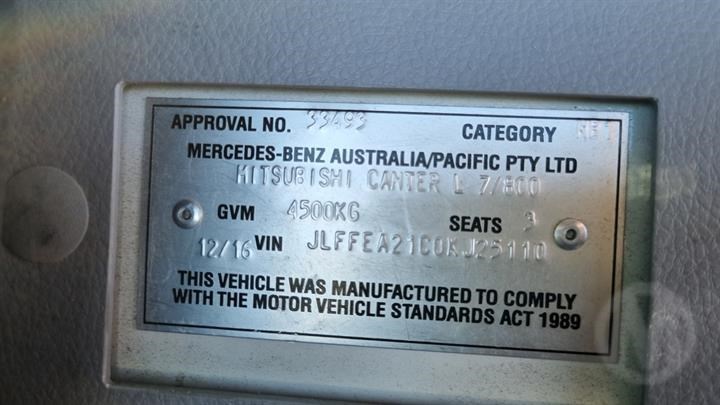 APPROVAL NO. 33493 CATEGORY NB1
MERCEDES-BENZ AUSTRALIA/PACIFIC PTY LTD
MITSUBISHI CANTER L 7/800
GVM 4500KG SEATS 3
12/16 VIN JLFFEA21C0KJ25110
THIS VEHICLE WAS MANUFACTURED TO COMPLY
WITH THE MOTOR VEHICLE STANDARDS ACT 1989